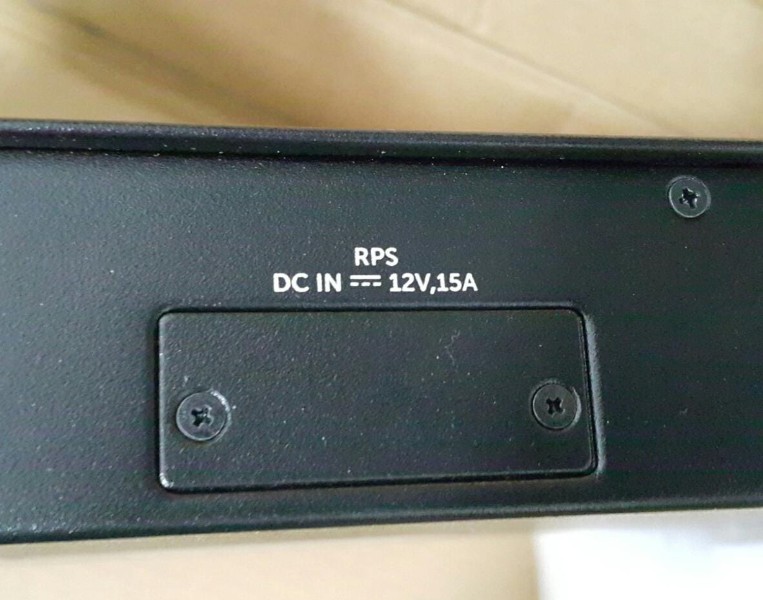 RPS
DC IN ⎓ 12V,15A